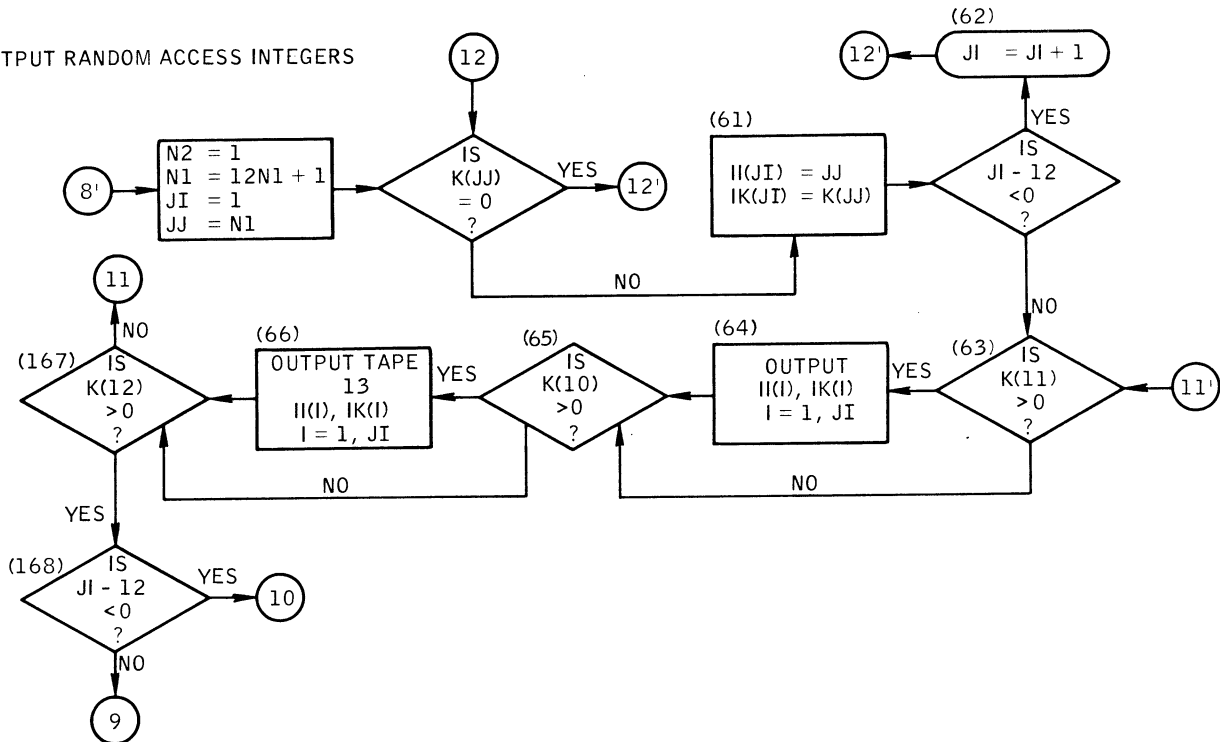 TPUT RANDOM ACCESS INTEGERS
8'
N2 = 1
N1 = 12N1 + 1
JI = 1
JJ = N1
12
IS
K(JJ)
= 0
?
YES
12'
NO
(61)
II(JI) = JJ
IK(JI) = K(JJ)
(62)
JI = JI + 1
12'
YES
IS
JI - 12
<0
?
NO
11'
(63)
IS
K(11)
>0
?
YES
NO
(64)
OUTPUT
II(I), IK(I)
I = 1, JI
(65)
IS
K(10)
>0
?
YES
NO
(66)
OUTPUT TAPE
13
II(I), IK(I)
I = 1, JI
(167)
IS
K(12)
>0
?
NO
11
YES
(168)
IS
JI - 12
<0
?
YES
10
NO
9